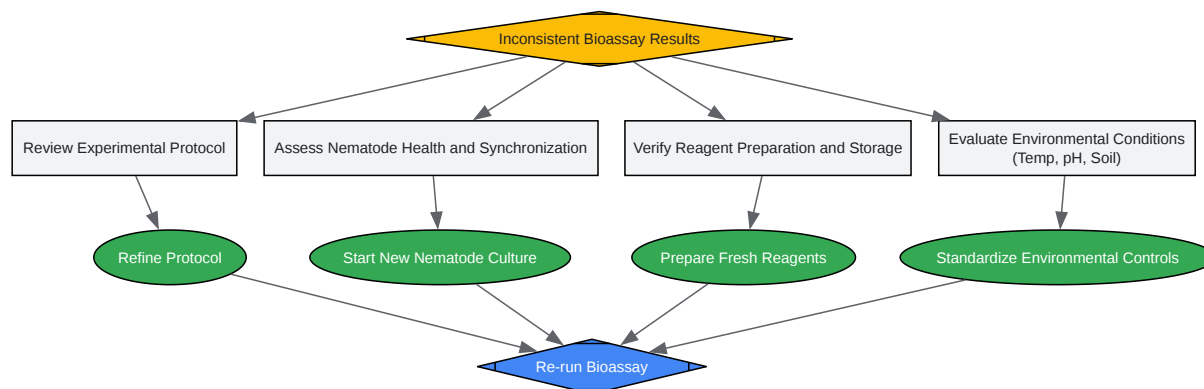 Inconsistent Bioassay Results
Review Experimental Protocol
Assess Nematode Health and Synchronization
Verify Reagent Preparation and Storage
Evaluate Environmental Conditions
(Temp, pH, Soil)
Refine Protocol
Start New Nematode Culture
Prepare Fresh Reagents
Standardize Environmental Controls
Re-run Bioassay